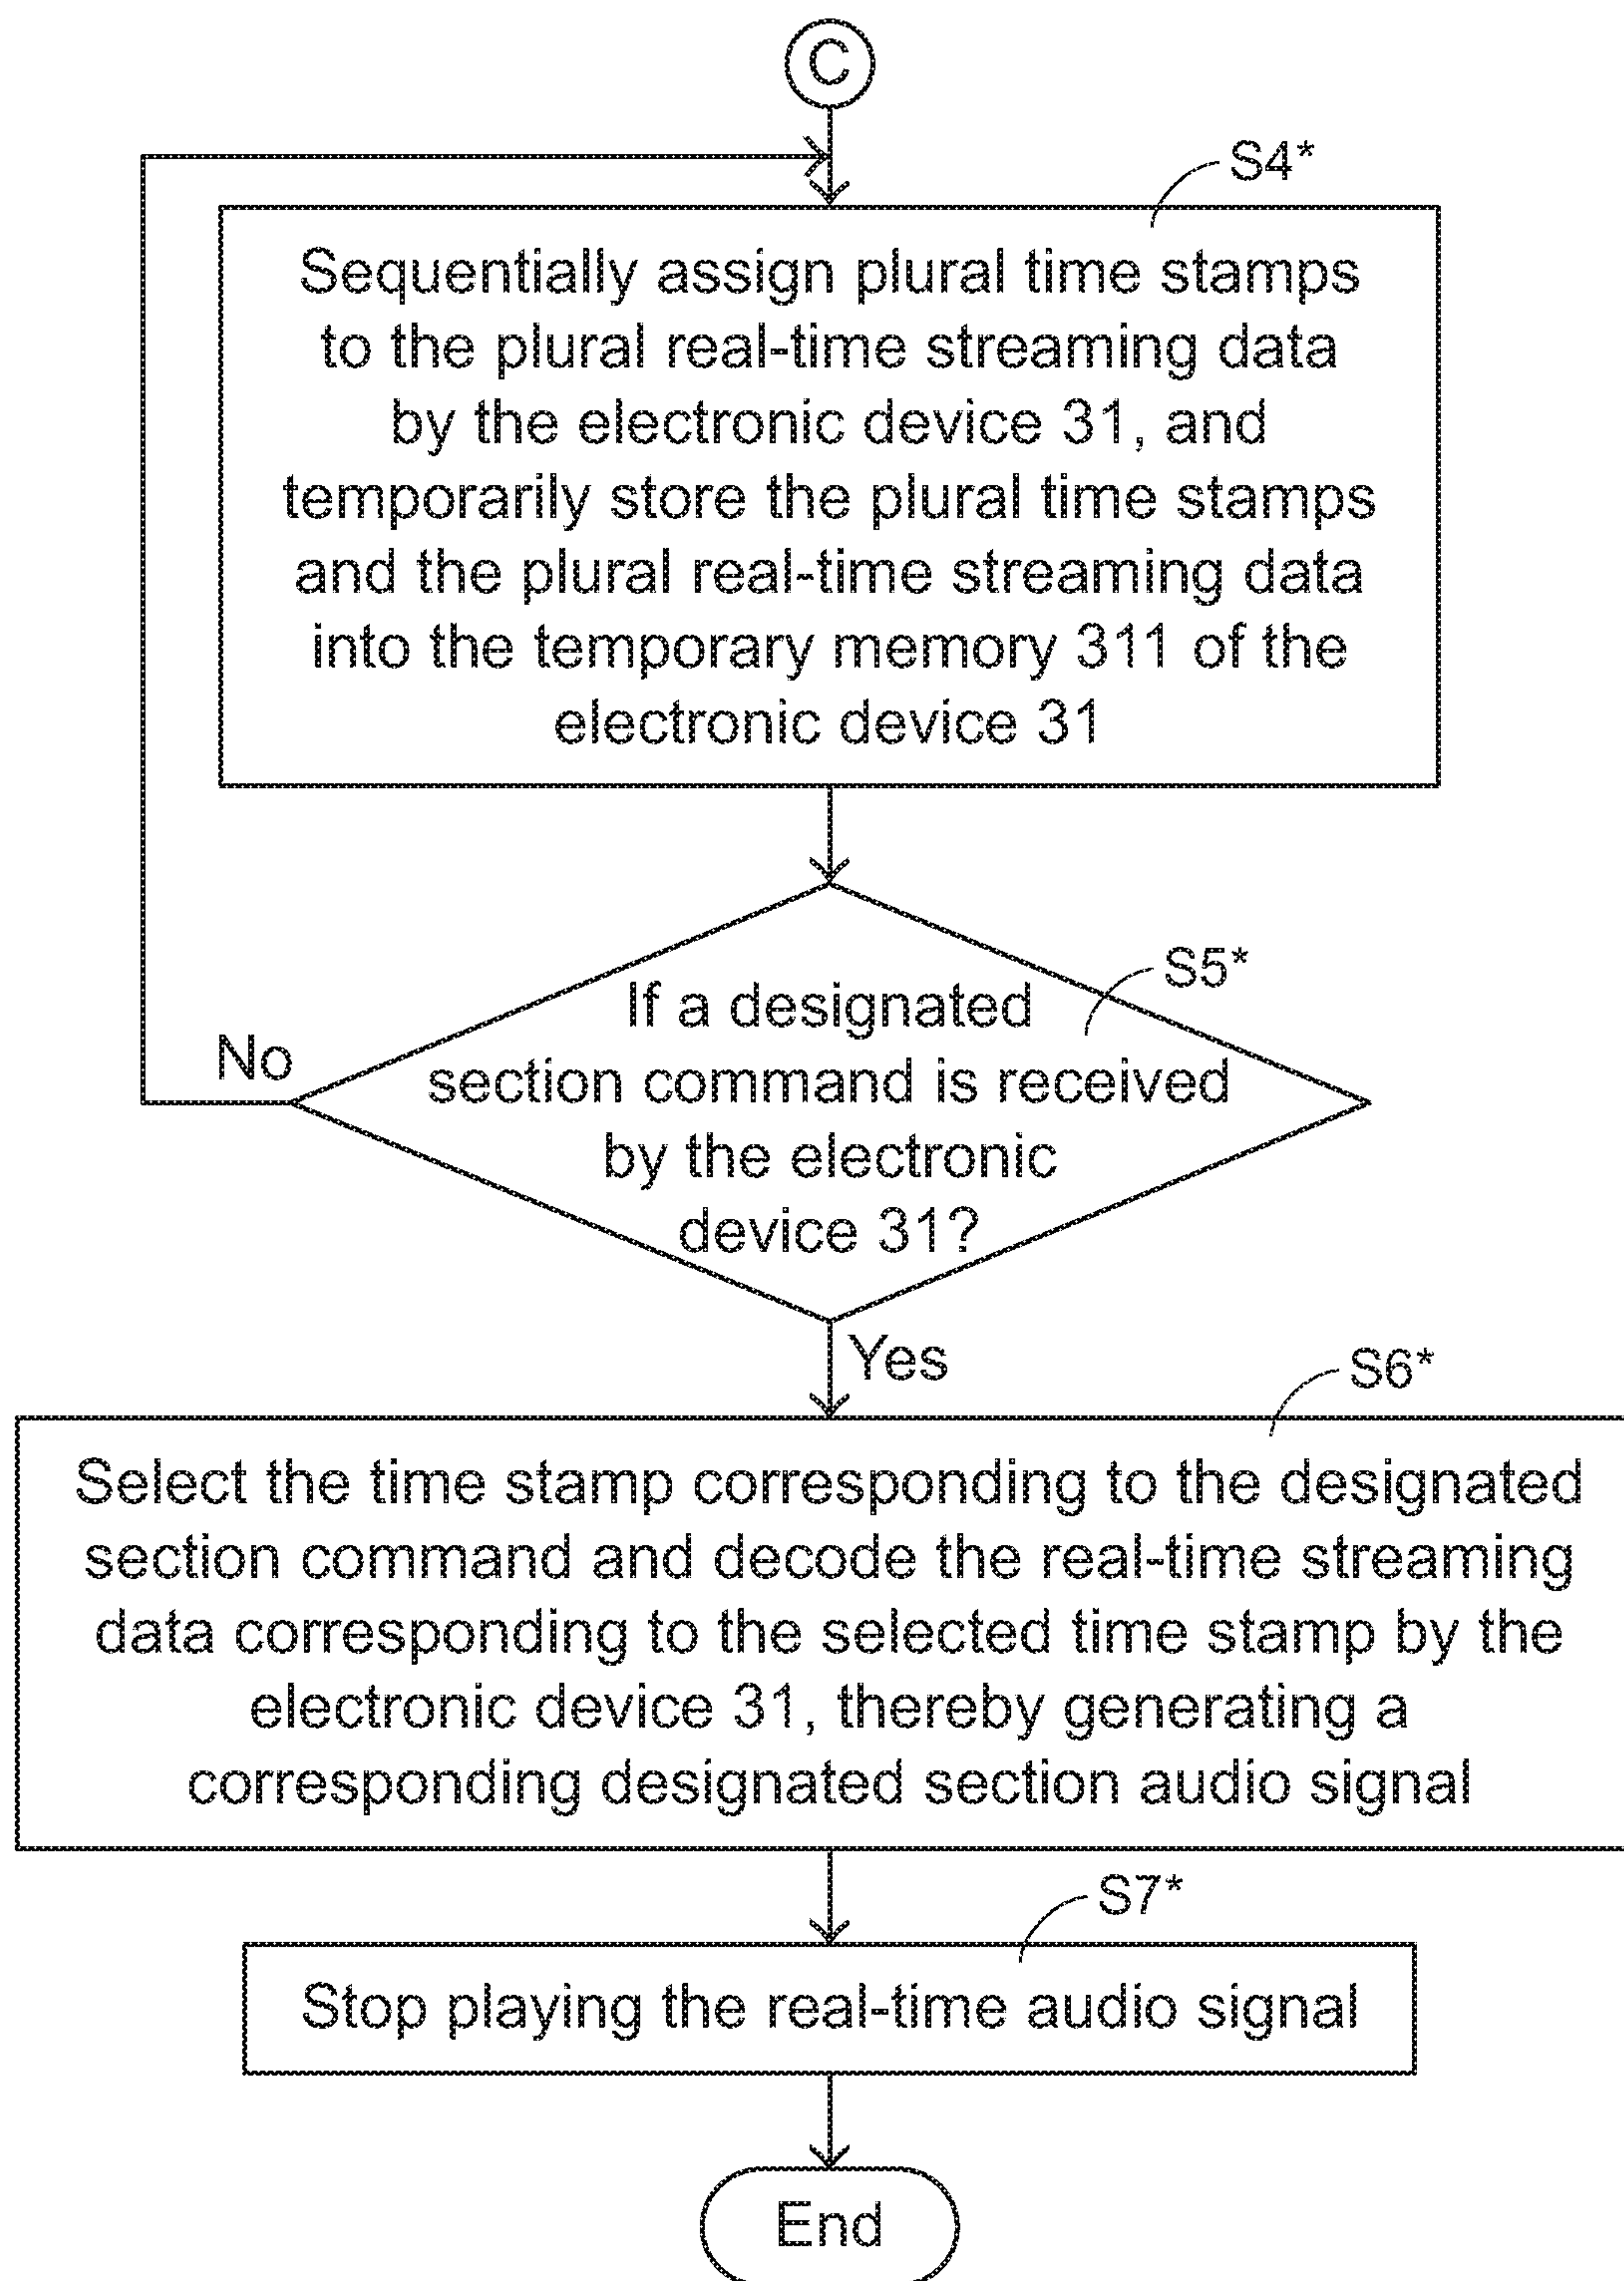 C
S4*
Sequentially assign plural time stamps
to the plural real-time streaming data
by the electronic device 31, and
temporarily store the plural time stamps
and the plural real-time streaming data
into the temporary memory 311 of the
electronic device 31
S5*
If a designated
section command is received
by the electronic
device 31?
No
Yes
S6*
Select the time stamp corresponding to the designated
section command and decode the real-time streaming
data corresponding to the selected time stamp by the
electronic device 31, thereby generating a
corresponding designated section audio signal
S7*
Stop playing the real-time audio signal
End